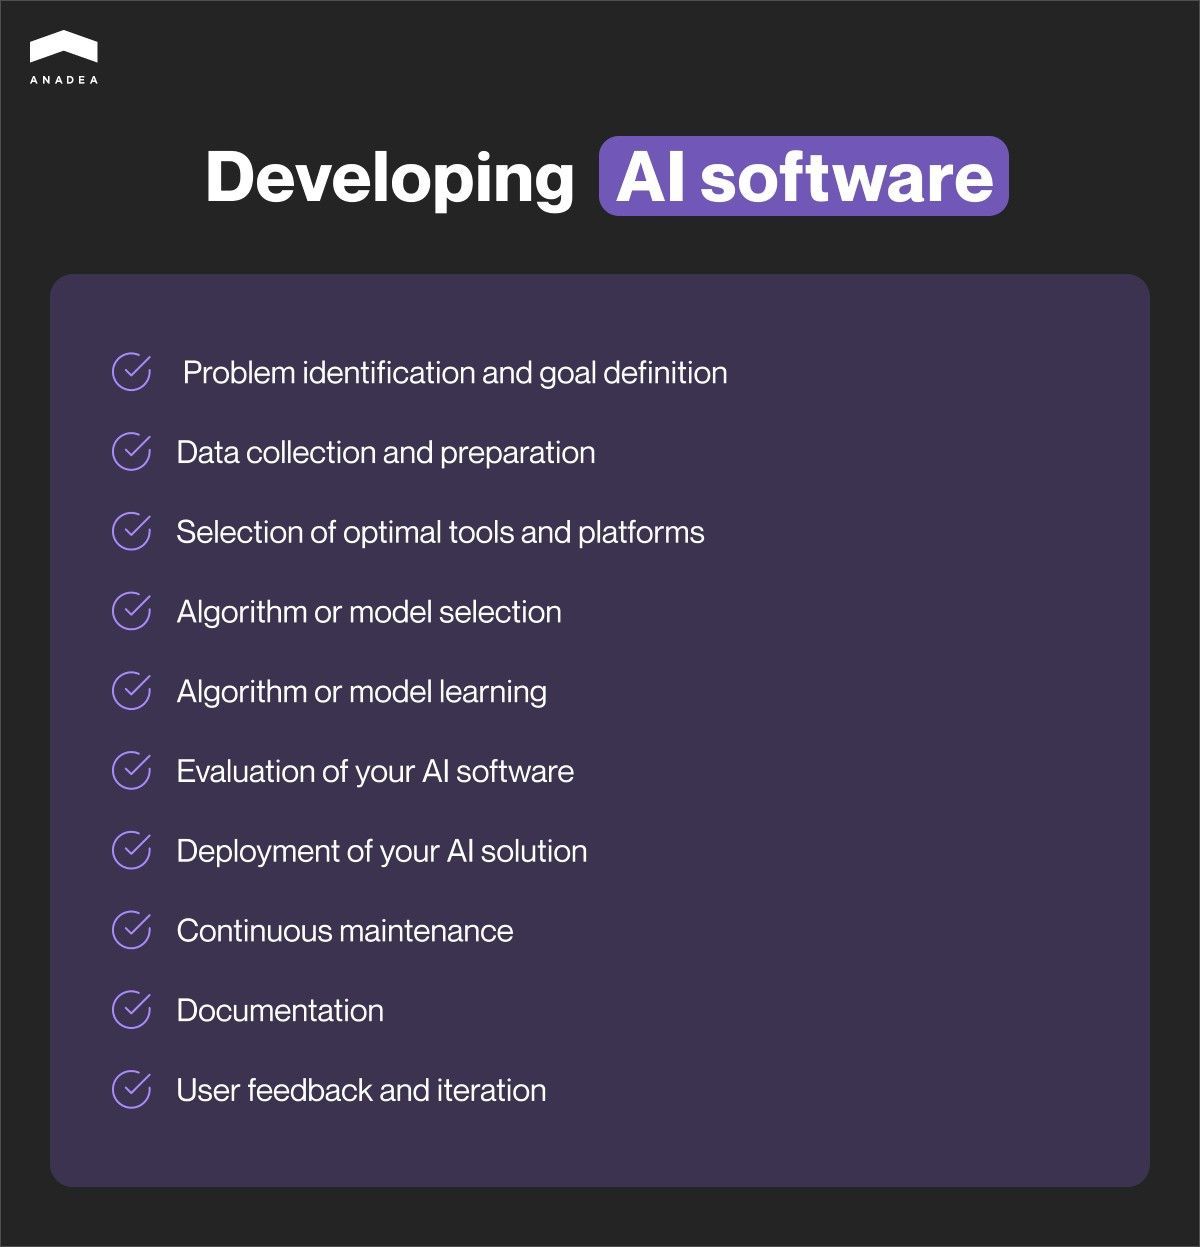 ANADEA
Developing AI software
Problem identification and goal definition
Data collection and preparation
Selection of optimal tools and platforms
Algorithm or model selection
Algorithm or model learning
Evaluation of your AI software
Deployment of your AI solution
Continuous maintenance
Documentation
User feedback and iteration